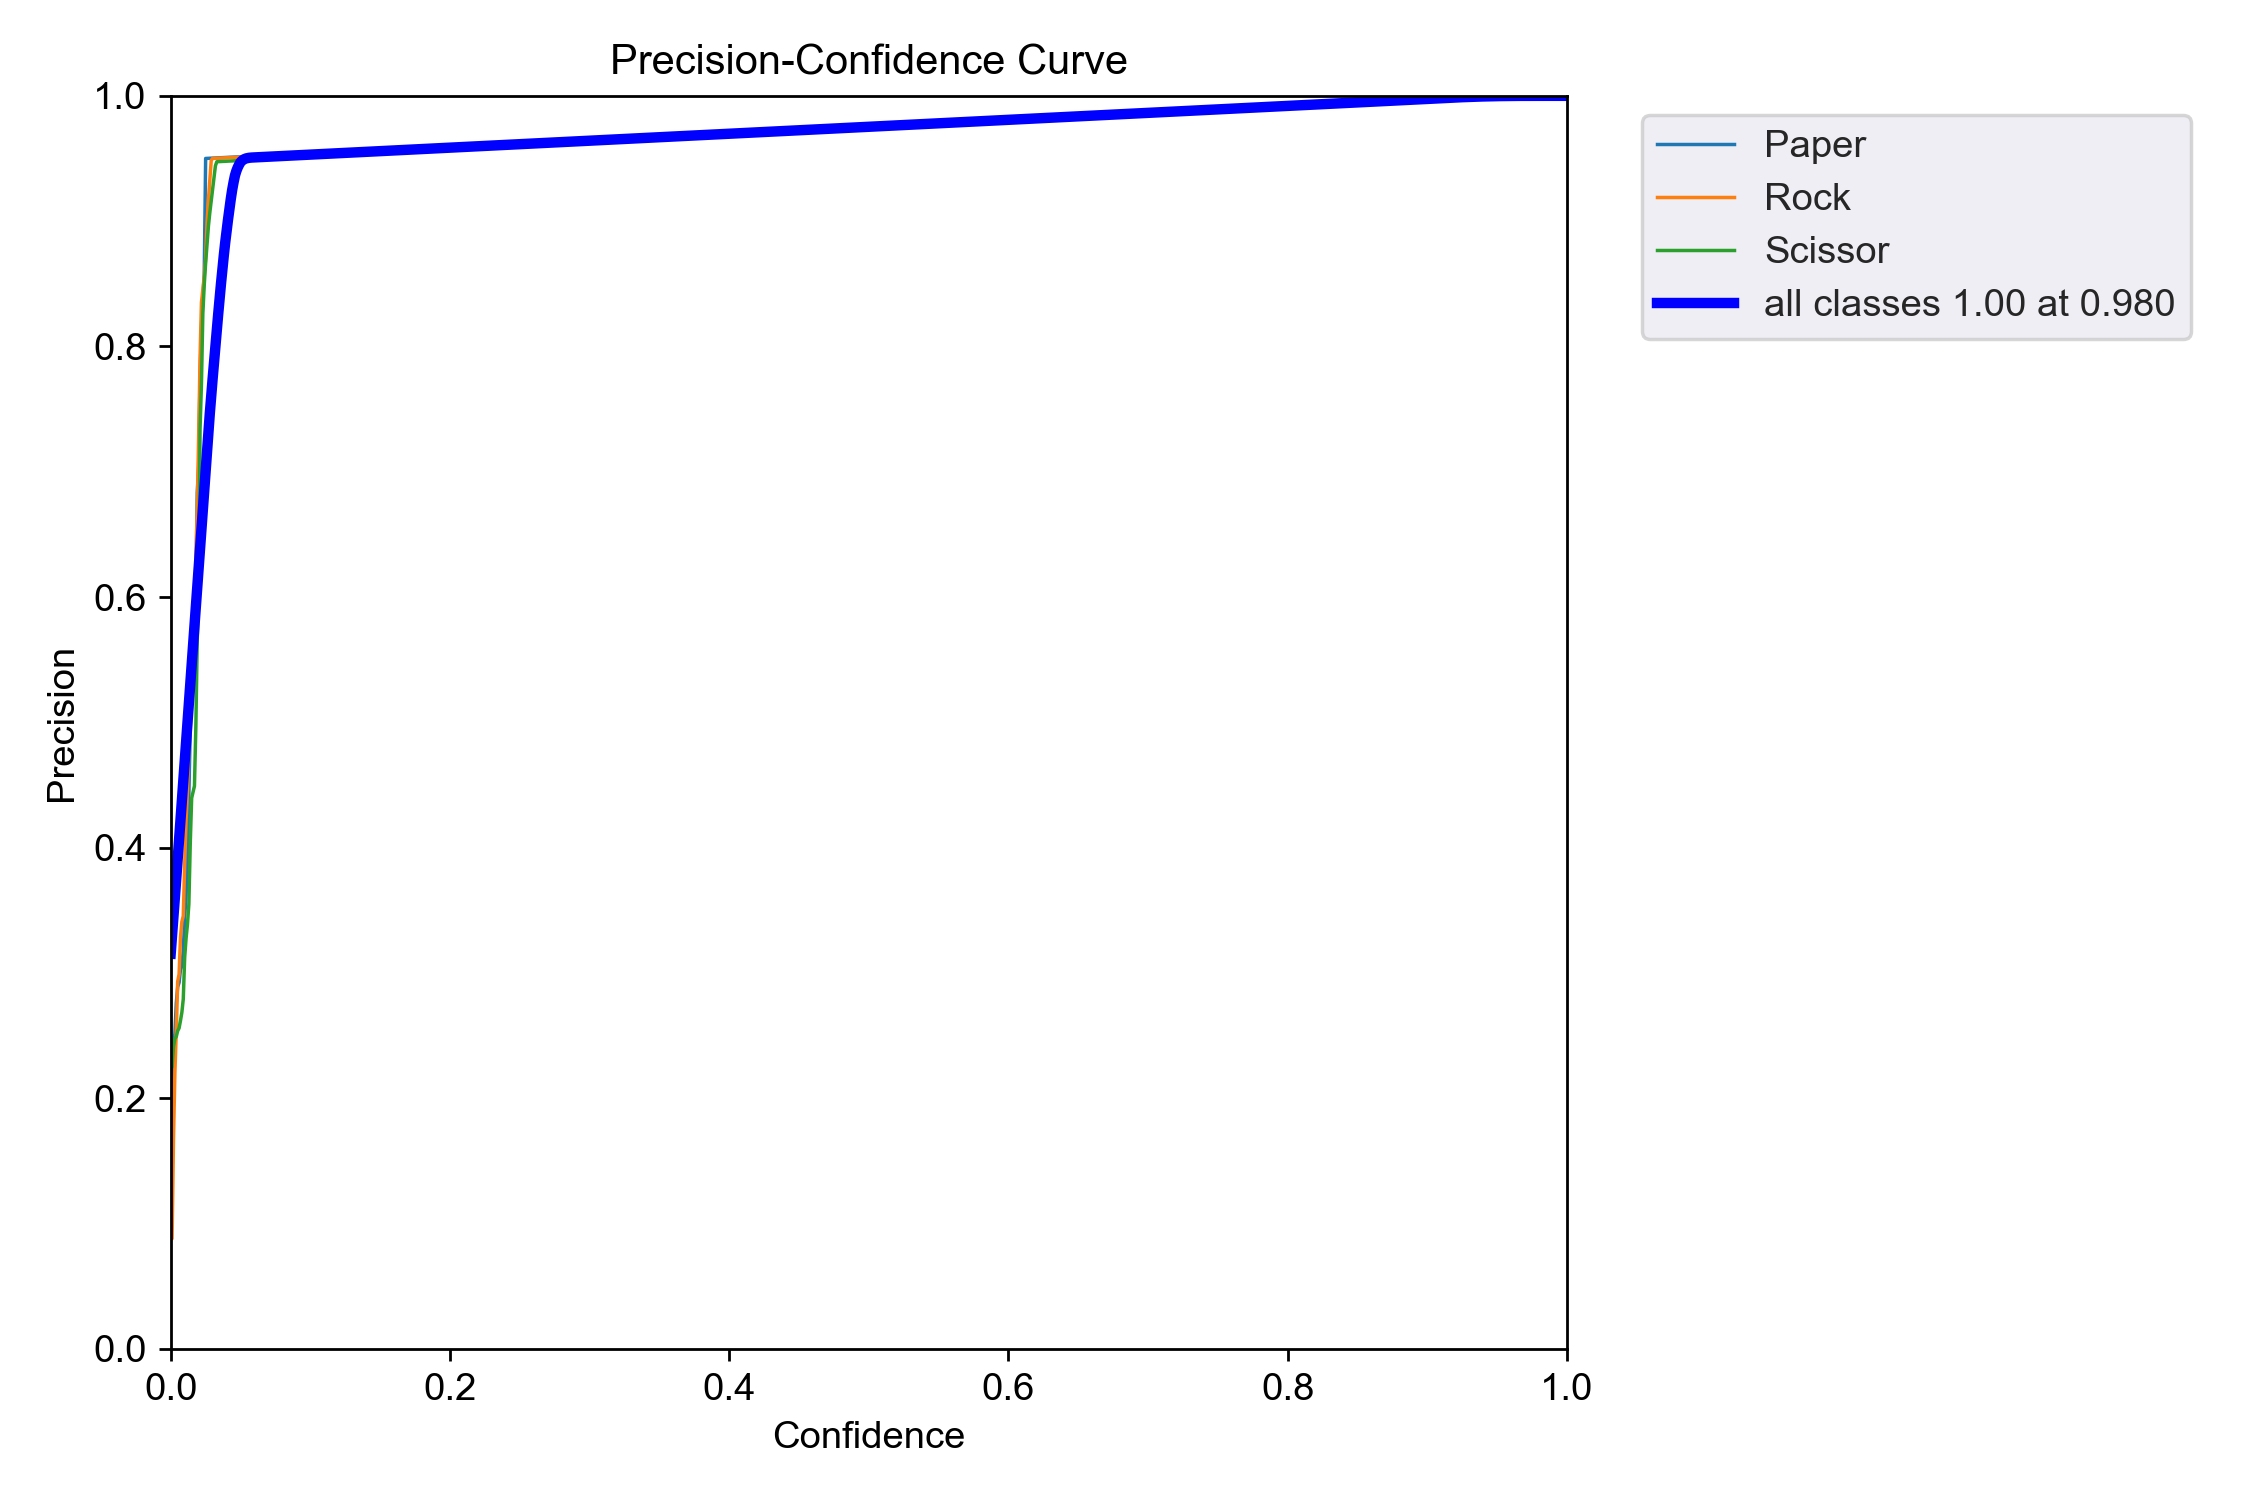 Precision-Confidence Curve
1.0
0.8
0.6
0.4
0.2
0.0
Precision
0.0 0.2 0.4 0.6 0.8 1.0
Confidence
Paper
Rock
Scissor
all classes 1.00 at 0.980